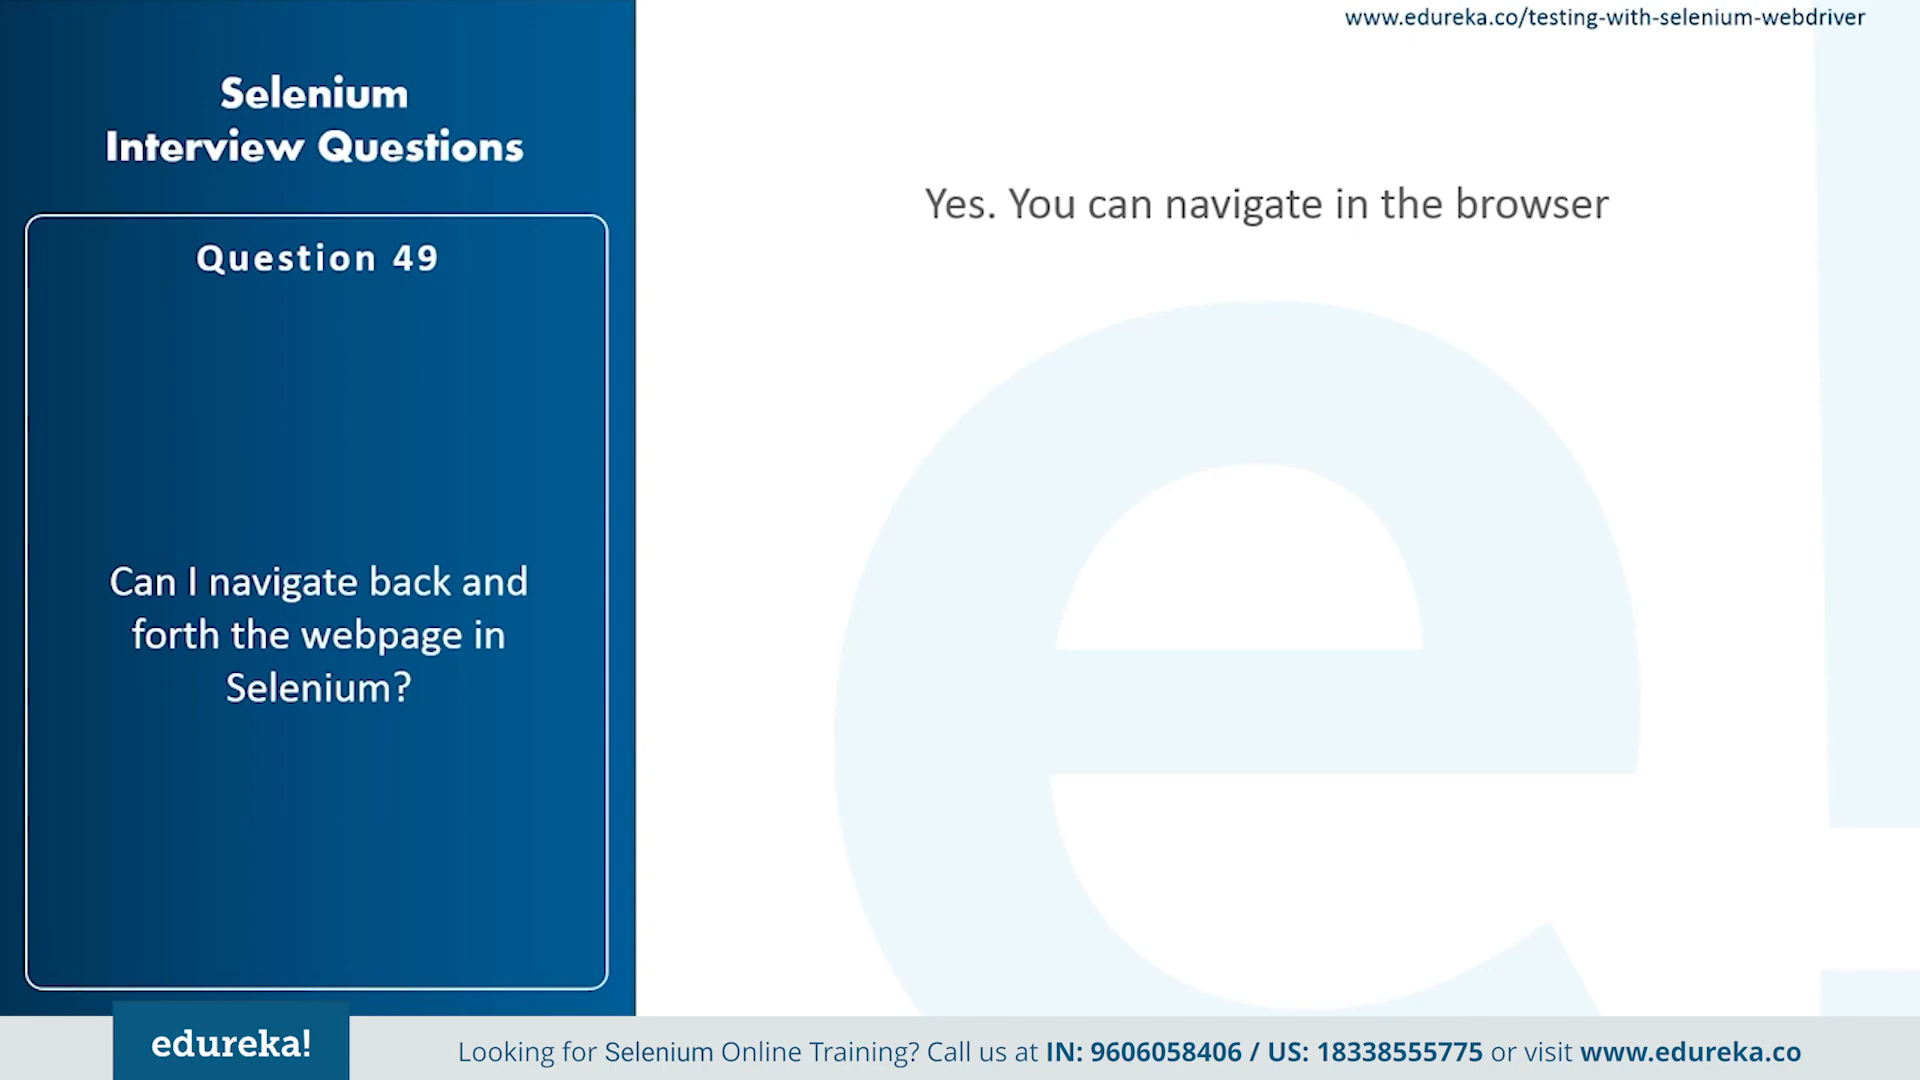 www.edureka.co/testing-with-selenium-webdriver
Selenium
Interview Questions
Question 49
Can I navigate back and
forth the webpage in
Selenium?
Yes. You can navigate in the browser
edureka!
Looking for Selenium Online Training? Call us at IN: 9606058406 / US: 18338555775 or visit www.edureka.co